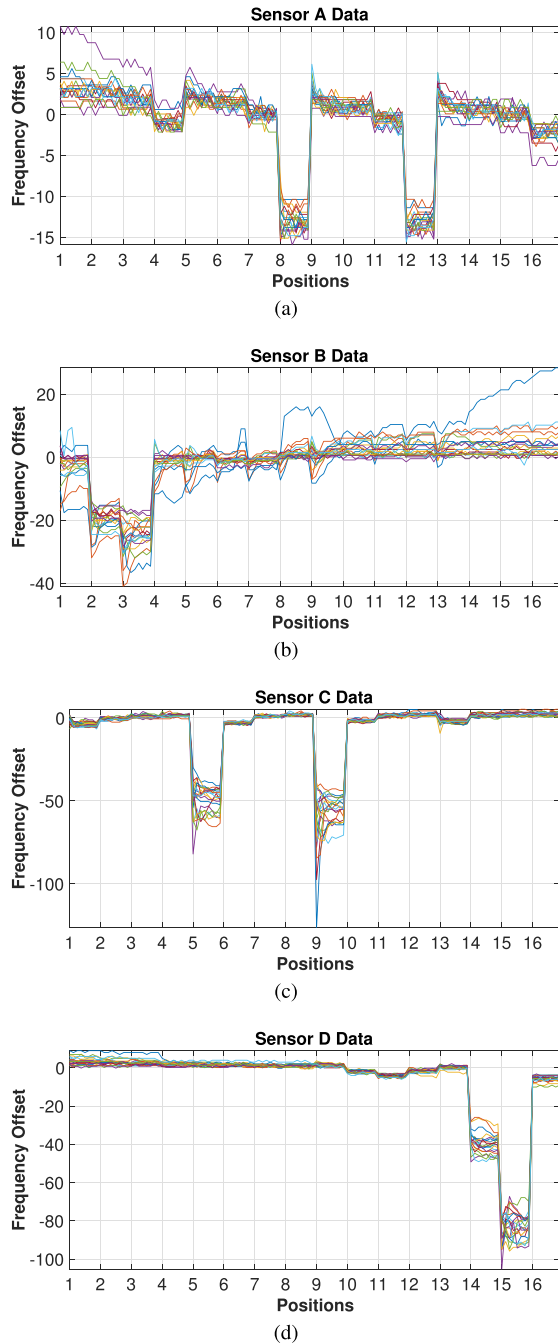 Sensor A Data
10
5
0
-5
-10
-15
Frequency Offset
1 2 3 4 5 6 7 8 9 10 11 12 13 14 15 16
Positions
(a)
Sensor B Data
20
0
-20
-40
Frequency Offset
1 2 3 4 5 6 7 8 9 10 11 12 13 14 15 16
Positions
(b)
Sensor C Data
0
-50
-100
Frequency Offset
1 2 3 4 5 6 7 8 9 10 11 12 13 14 15 16
Positions
(c)
Sensor D Data
0
-20
-40
-60
-80
-100
Frequency Offset
1 2 3 4 5 6 7 8 9 10 11 12 13 14 15 16
Positions
(d)